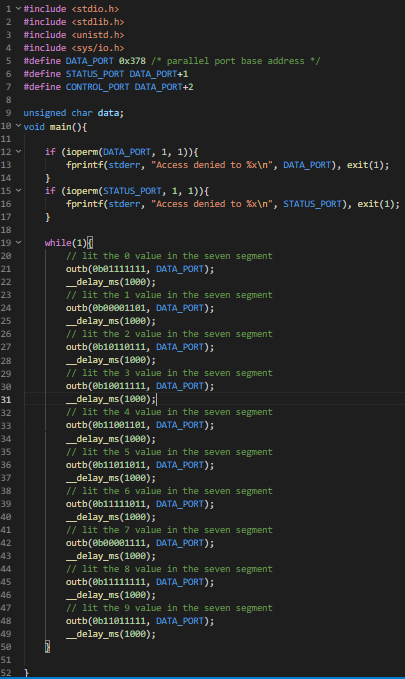 1 #include <stdio.h>
2 #include <stdlib.h>
3 #include <unistd.h>
4 #include <sys/io.h>
5 #define DATA_PORT 0x378 /* parallel port base address */
6 #define STATUS_PORT DATA_PORT+1
7 #define CONTROL_PORT DATA_PORT+2
8
9 unsigned char data;
10 void main(){
11
12     if (ioperm(DATA_PORT, 1, 1)){
13         fprintf(stderr, "Access denied to %x\n", DATA_PORT), exit(1);
14     }
15     if (ioperm(STATUS_PORT, 1, 1)){
16         fprintf(stderr, "Access denied to %x\n", STATUS_PORT), exit(1);
17     }
18
19     while(1){
20         // lit the 0 value in the seven segment
21         outb(0b01111111, DATA_PORT);
22         __delay_ms(1000);
23         // lit the 1 value in the seven segment
24         outb(0b00001101, DATA_PORT);
25         __delay_ms(1000);
26         // lit the 2 value in the seven segment
27         outb(0b10110111, DATA_PORT);
28         __delay_ms(1000);
29         // lit the 3 value in the seven segment
30         outb(0b10011111, DATA_PORT);
31         __delay_ms(1000);
32         // lit the 4 value in the seven segment
33         outb(0b11001101, DATA_PORT);
34         __delay_ms(1000);
35         // lit the 5 value in the seven segment
36         outb(0b11011011, DATA_PORT);
37         __delay_ms(1000);
38         // lit the 6 value in the seven segment
39         outb(0b11111011, DATA_PORT);
40         __delay_ms(1000);
41         // lit the 7 value in the seven segment
42         outb(0b00001111, DATA_PORT);
43         __delay_ms(1000);
44         // lit the 8 value in the seven segment
45         outb(0b11111111, DATA_PORT);
46         __delay_ms(1000);
47         // lit the 9 value in the seven segment
48         outb(0b11011111, DATA_PORT);
49         __delay_ms(1000);
50     }
51
52 }